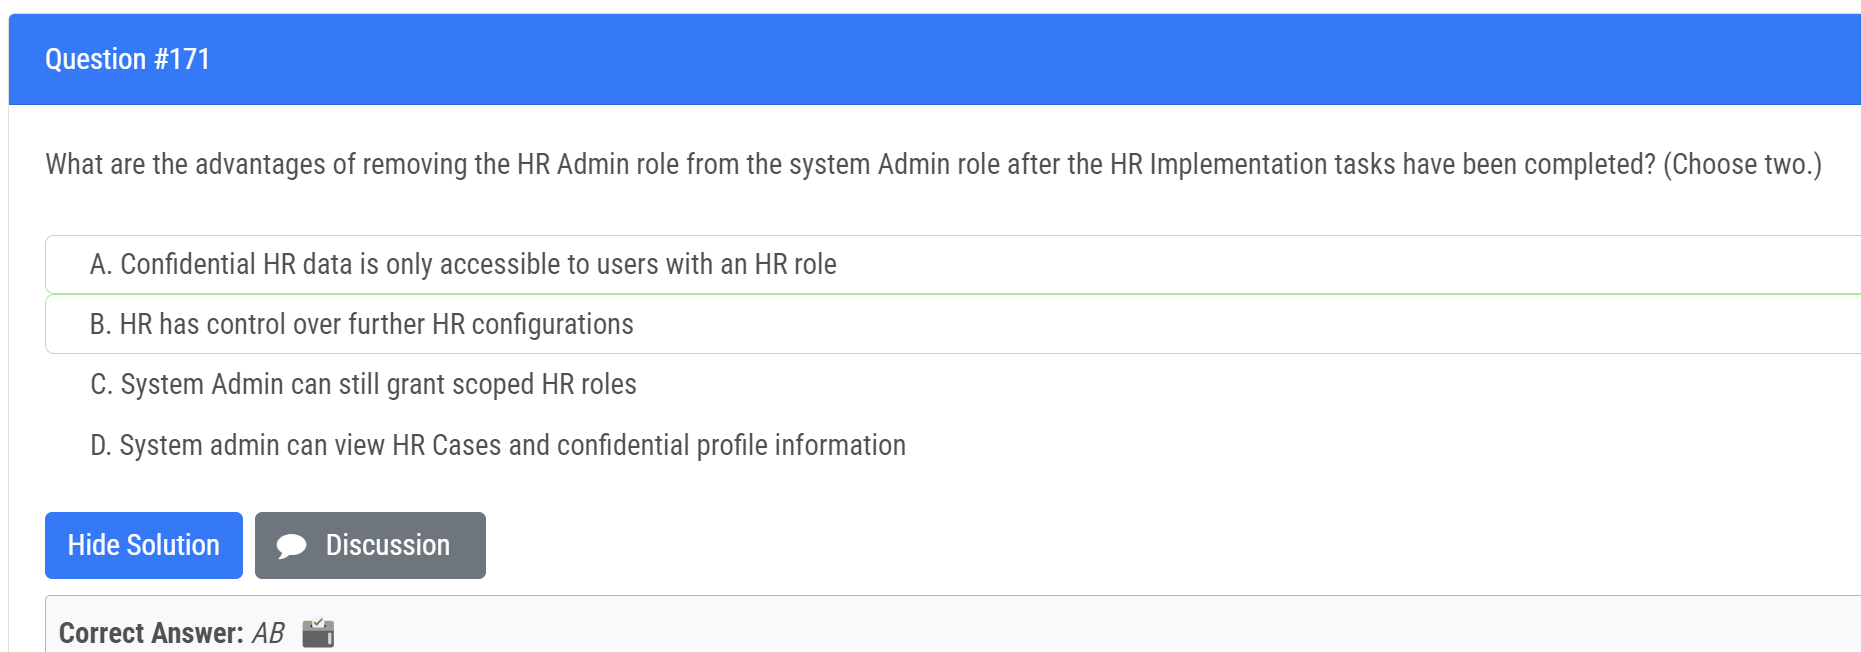 Question #171
What are the advantages of removing the HR Admin role from the system Admin role after the HR Implementation tasks have been completed? (Choose two.)
A. Confidential HR data is only accessible to users with an HR role
B. HR has control over further HR configurations
C. System Admin can still grant scoped HR roles
D. System admin can view HR Cases and confidential profile information
Hide Solution Discussion
Correct Answer: AB